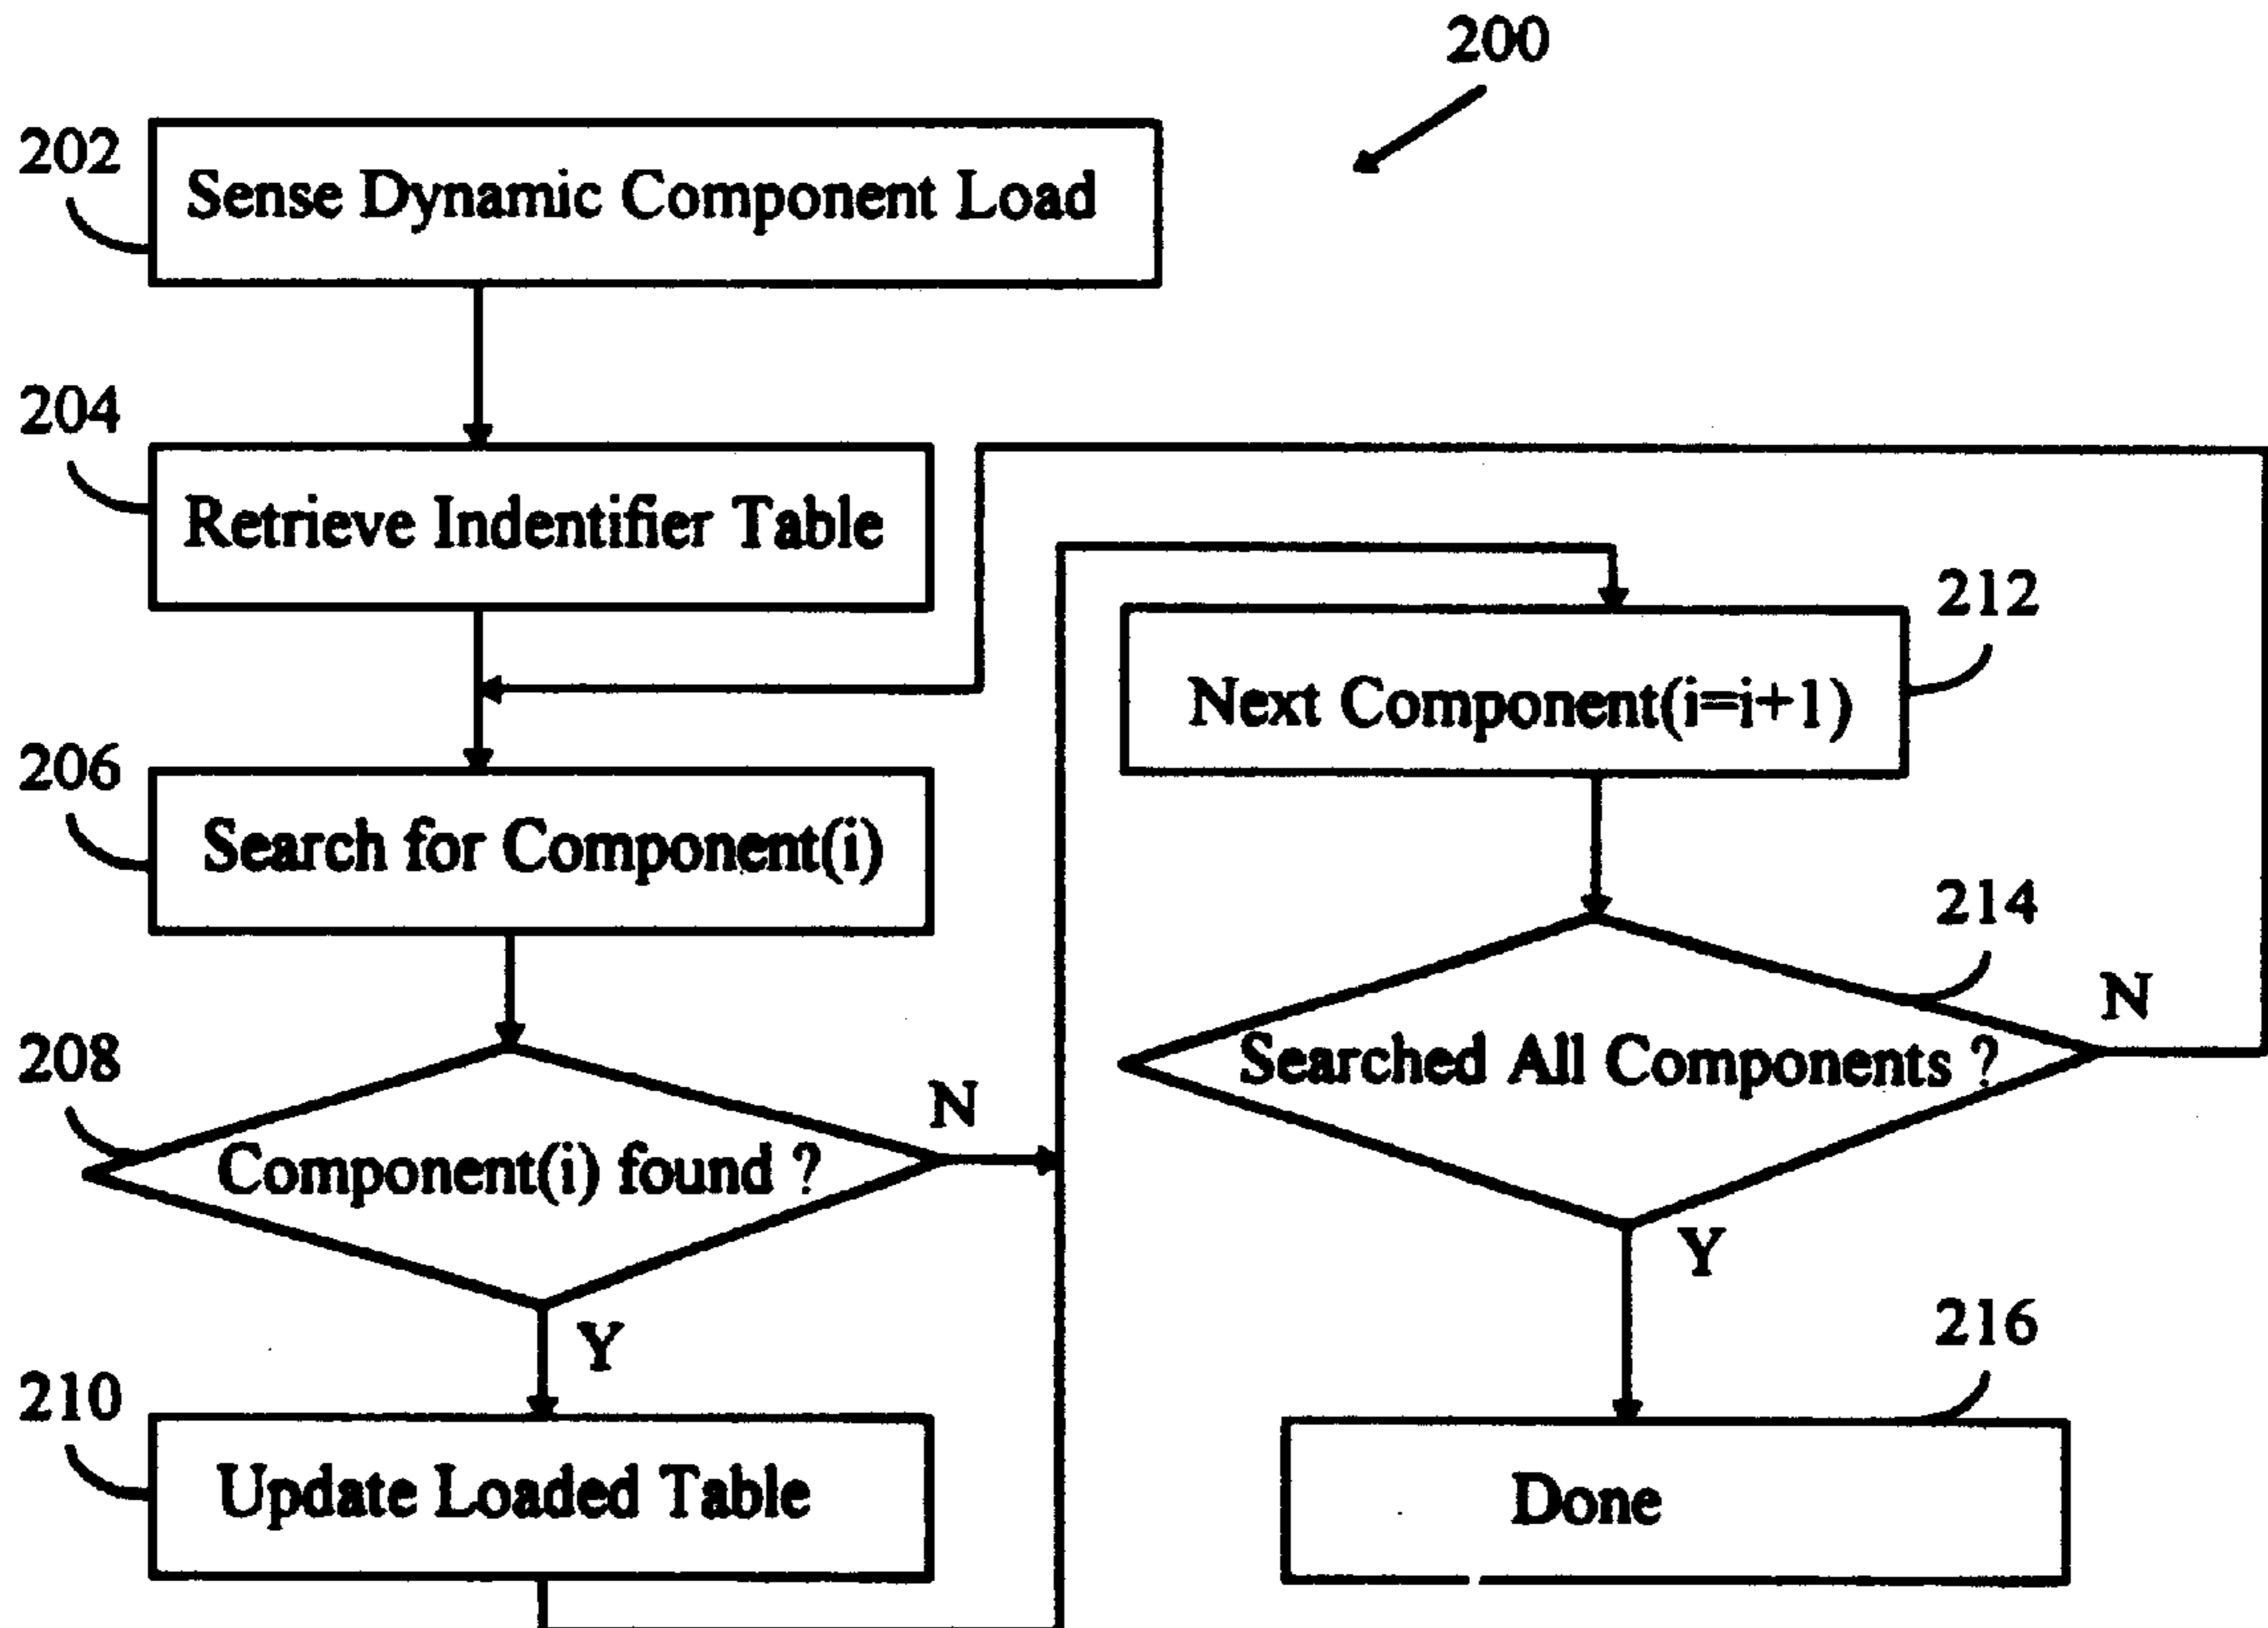 200
202
Sense Dynamic Component Load
204
Retrieve Indentifier Table
206
Search for Component(i)
208
Component(i) found ?
N
Y
210
Update Loaded Table
212
Next Component(i=i+1)
214
Searched All Components ?
N
Y
216
Done